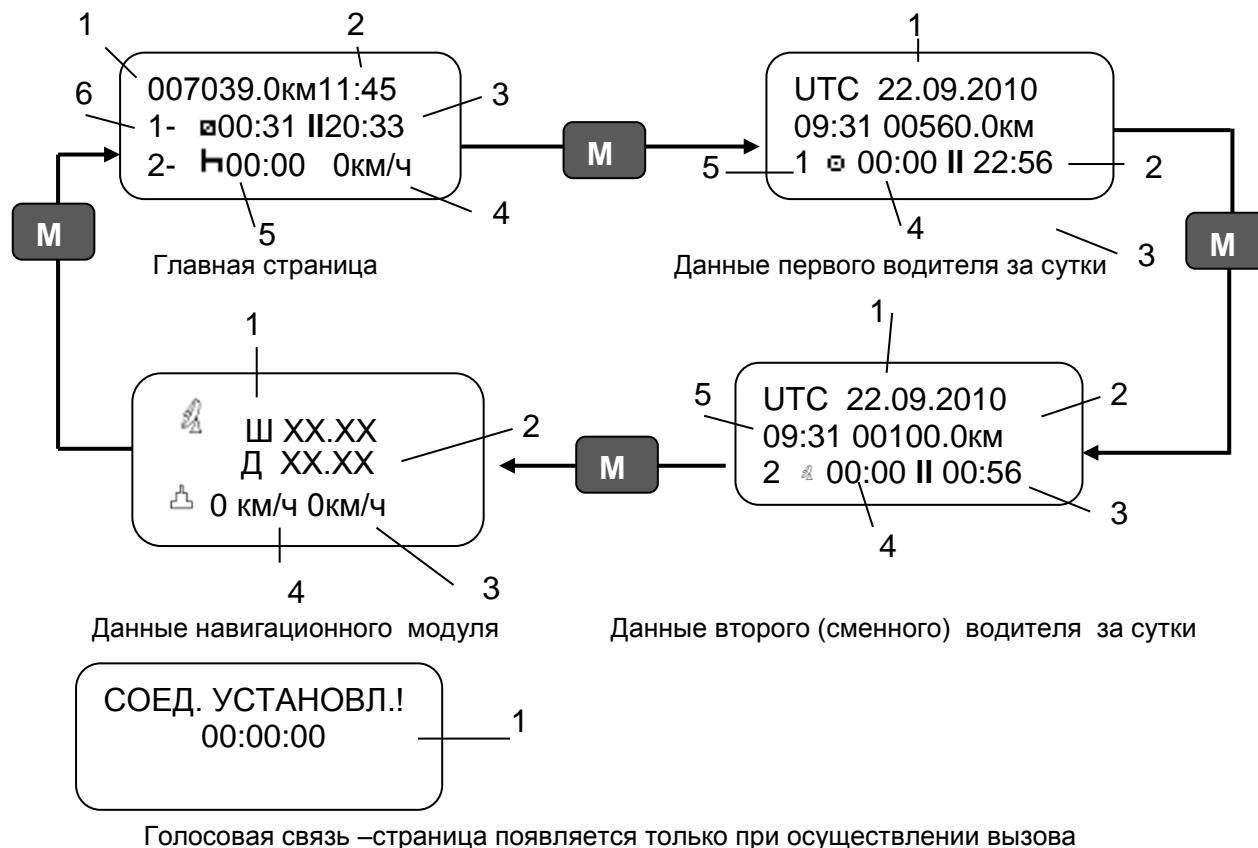 1
2
007039.0км11:45
6
3
1- 00:31 II20:33
2- 00:00 0км/ч
4
5
Главная страница
M
1
UTC 22.09.2010
09:31 00560.0км
5
1 00:00 II 22:56
2
4
3
Данные первого водителя за сутки
M
M
1
1
5
UTC 22.09.2010
2
09:31 00100.0км
2 00:00 II 00:56
3
4
Данные второго (сменного) водителя за сутки
M
Ш XX.XX
2
Д XX.XX
0 км/ч 0км/ч
4
3
Данные навигационного модуля
СОЕД. УСТАНОВЛ.!
00:00:00
1
Голосовая связь –страница появляется только при осуществлении вызова